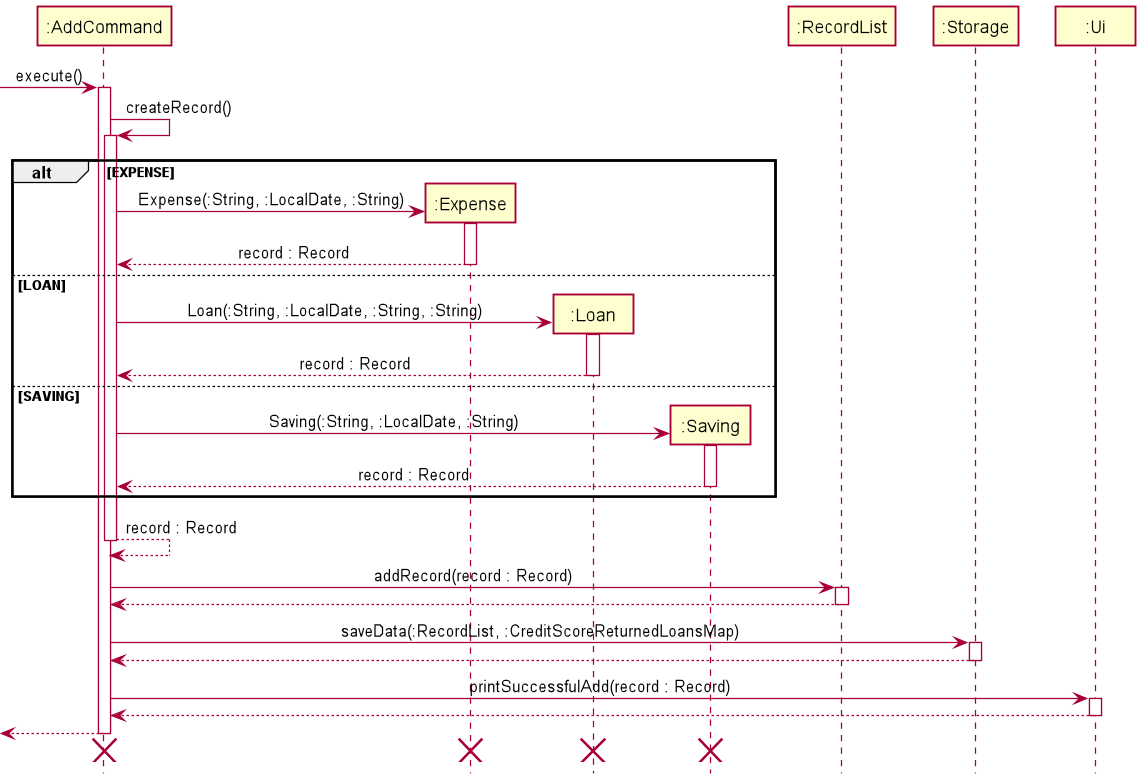 :AddCommand
:RecordList
:Storage
:Ui
execute()
createRecord()
alt
[EXPENSE]
Expense(:String, :LocalDate, :String)
:Expense
record : Record
[LOAN]
Loan(:String, :LocalDate, :String, :String)
:Loan
record : Record
[SAVING]
Saving(:String, :LocalDate, :String)
:Saving
record : Record
record : Record
addRecord(record : Record)
saveData(:RecordList, :CreditScoreReturnedLoansMap)
printSuccessfulAdd(record : Record)